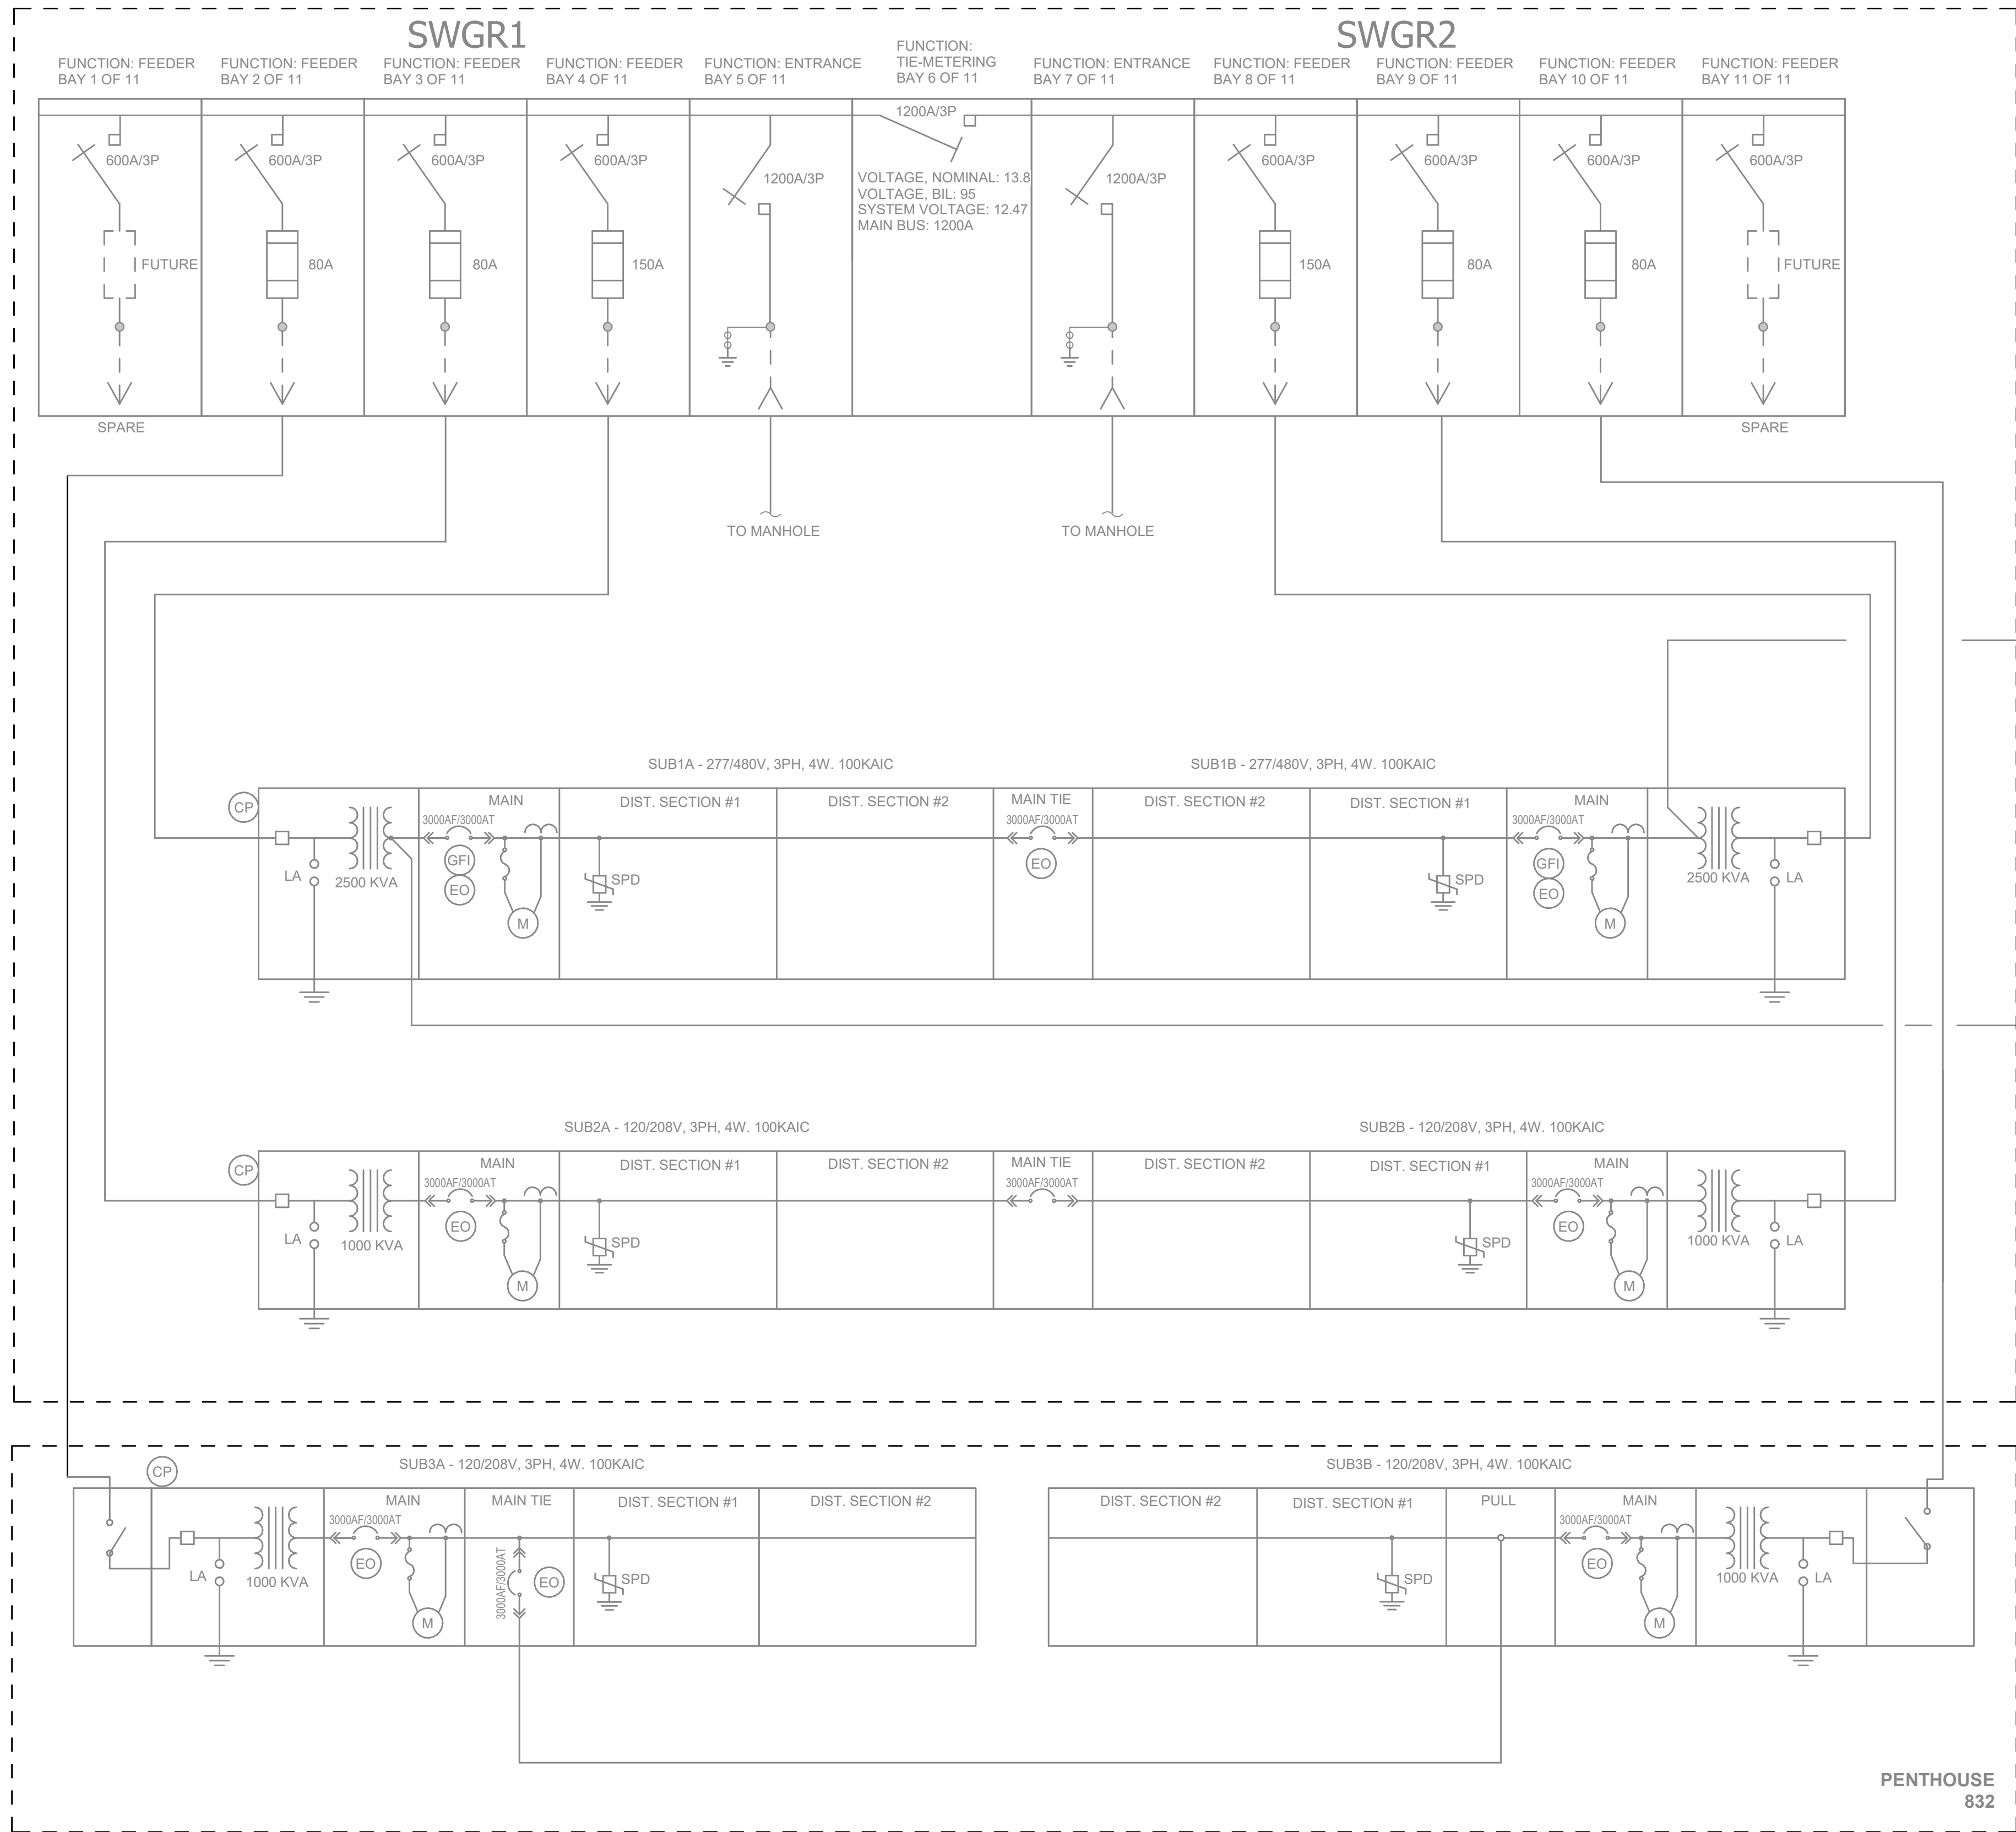 SWGR1
SWGR2
FUNCTION: FEEDER
BAY 1 OF 11
FUNCTION: FEEDER
BAY 2 OF 11
FUNCTION: FEEDER
BAY 3 OF 11
FUNCTION: FEEDER
BAY 4 OF 11
FUNCTION: ENTRANCE
BAY 5 OF 11
FUNCTION:
TIE-METERING
BAY 6 OF 11
FUNCTION: ENTRANCE
BAY 7 OF 11
FUNCTION: FEEDER
BAY 8 OF 11
FUNCTION: FEEDER
BAY 9 OF 11
FUNCTION: FEEDER
BAY 10 OF 11
FUNCTION: FEEDER
BAY 11 OF 11
600A/3P
600A/3P
600A/3P
600A/3P
1200A/3P
1200A/3P
1200A/3P
600A/3P
600A/3P
600A/3P
600A/3P
VOLTAGE, NOMINAL: 13.8
VOLTAGE, BIL: 95
SYSTEM VOLTAGE: 12.47
MAIN BUS: 1200A
FUTURE
80A
80A
150A
150A
80A
80A
FUTURE
SPARE
SPARE
TO MANHOLE
TO MANHOLE
SUB1A - 277/480V, 3PH, 4W. 100KAIC
SUB1B - 277/480V, 3PH, 4W. 100KAIC
CP
MAIN
DIST. SECTION #1
DIST. SECTION #2
MAIN TIE
DIST. SECTION #2
DIST. SECTION #1
MAIN
3000AF/3000AT
3000AF/3000AT
3000AF/3000AT
LA
2500 KVA
GFI
EO
M
SPD
EO
SPD
GFI
EO
M
2500 KVA
LA
SUB2A - 120/208V, 3PH, 4W. 100KAIC
SUB2B - 120/208V, 3PH, 4W. 100KAIC
CP
MAIN
DIST. SECTION #1
DIST. SECTION #2
MAIN TIE
DIST. SECTION #2
DIST. SECTION #1
MAIN
3000AF/3000AT
3000AF/3000AT
3000AF/3000AT
LA
1000 KVA
EO
M
SPD
SPD
EO
M
1000 KVA
LA
SUB3A - 120/208V, 3PH, 4W. 100KAIC
SUB3B - 120/208V, 3PH, 4W. 100KAIC
CP
MAIN
MAIN TIE
DIST. SECTION #1
DIST. SECTION #2
DIST. SECTION #2
DIST. SECTION #1
PULL
MAIN
3000AF/3000AT
3000AF/3000AT
LA
1000 KVA
EO
M
3000AF/3000AT
EO
SPD
SPD
EO
M
1000 KVA
LA
PENTHOUSE
832